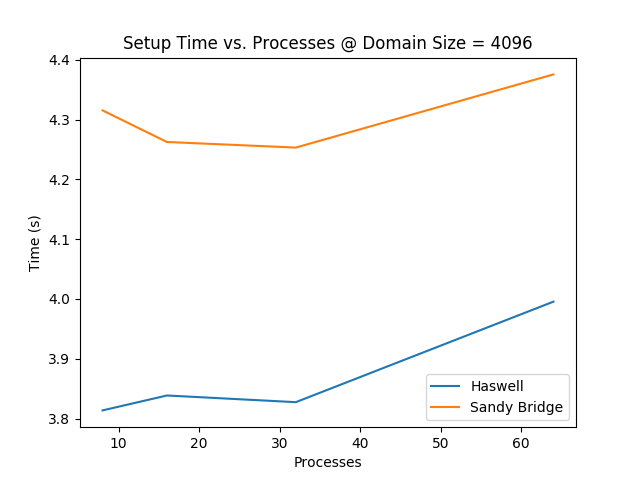 Setup Time vs. Processes @ Domain Size = 4096
4.4
4.3
4.2
4.1
4.0
3.9
3.8
Time (s)
Haswell
Sandy Bridge
10 20 30 40 50 60
Processes